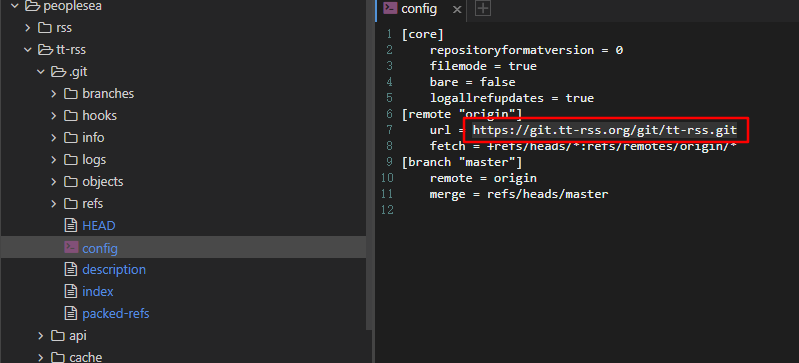 peoplesea
rss
tt-rss
.git
branches
hooks
info
logs
objects
refs
HEAD
config
description
index
packed-refs
api
cache
config
1 [core]
2 repositoryformatversion = 0
3 filemode = true
4 bare = false
5 logallrefupdates = true
6 [remote "origin"]
7 url = https://git.tt-rss.org/git/tt-rss.git
8 fetch = +refs/heads/*:refs/remotes/origin/*
9 [branch "master"]
10 remote = origin
11 merge = refs/heads/master
12